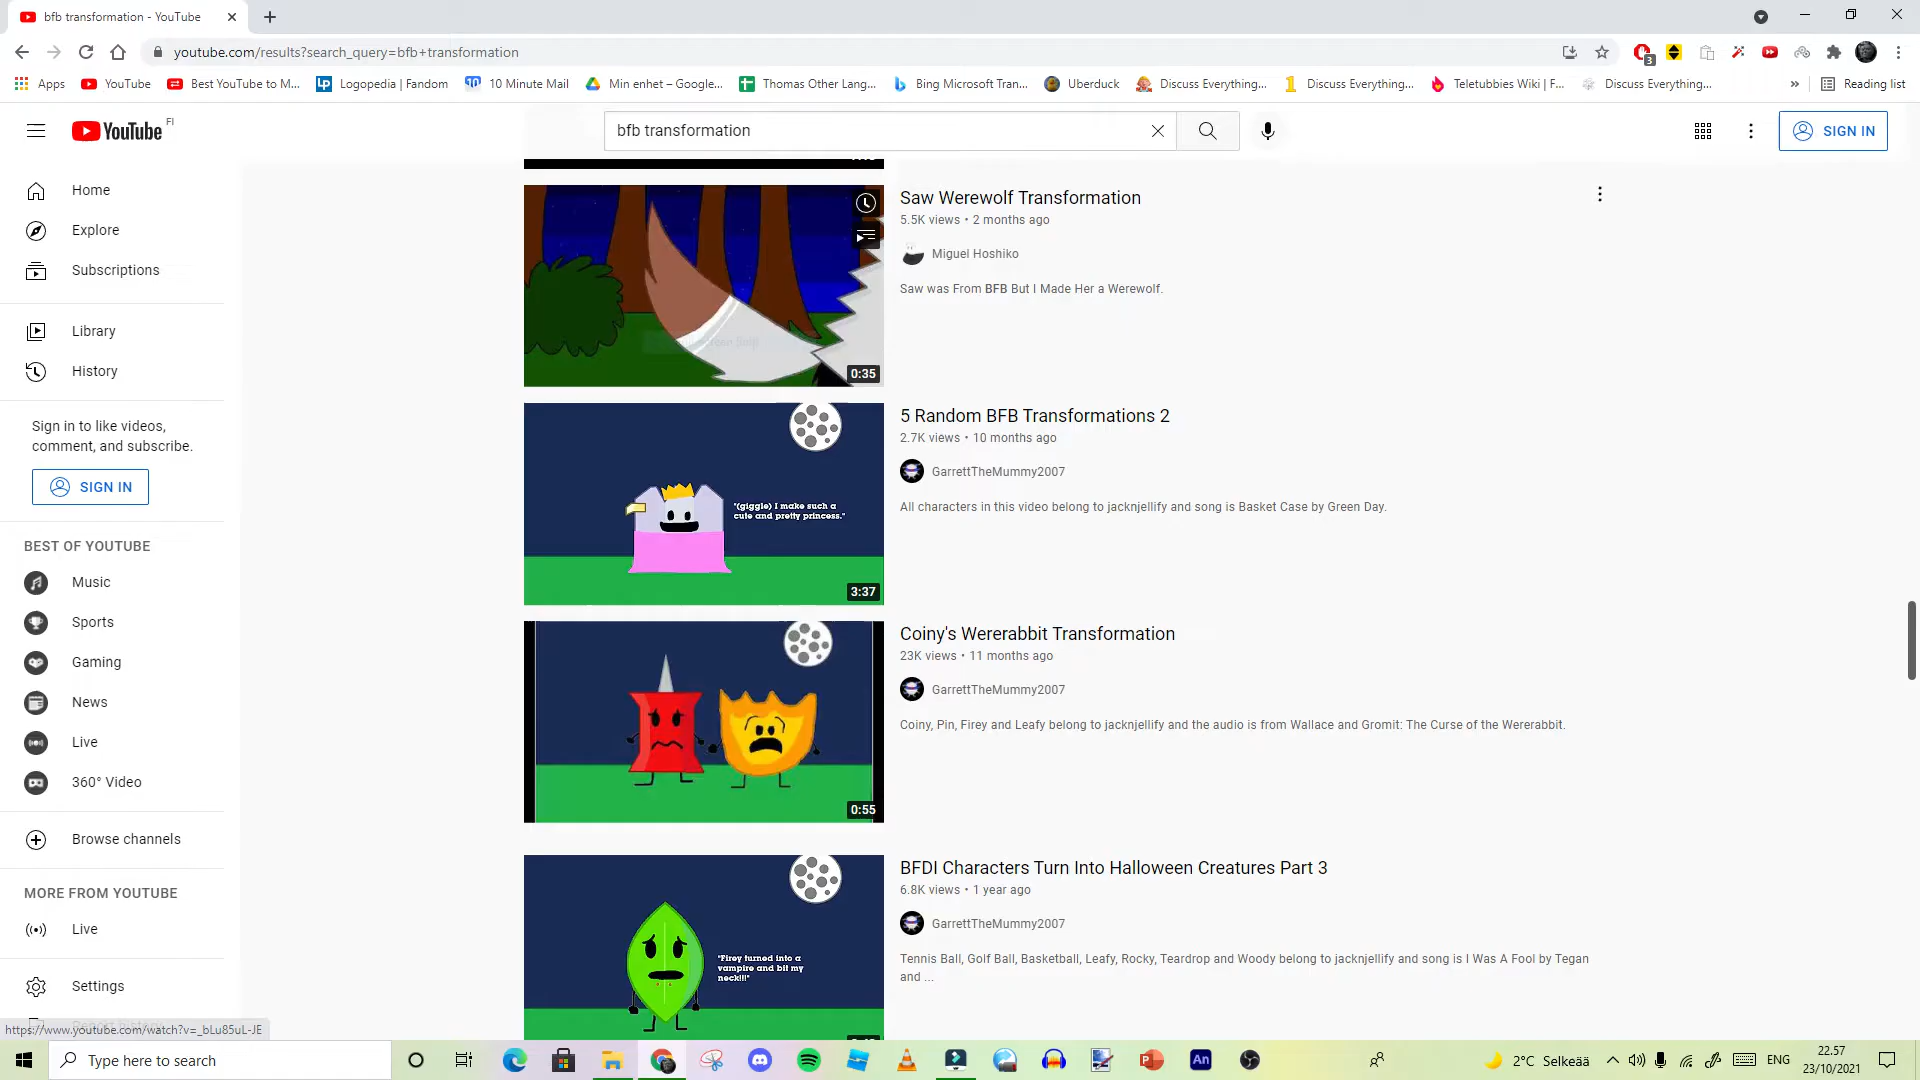 bfb transformation - YouTube
youtube.com/results?search_query=bfb+transformation
3
Apps
YouTube
Best YouTube to M...
Logopedia | Fandom
10 Minute Mail
Min enhet – Google...
Thomas Other Lang...
Bing Microsoft Tran...
Uberduck
Discuss Everything...
Discuss Everything...
Teletubbies Wiki | F...
Discuss Everything...
Reading list
YouTube FI
bfb transformation
SIGN IN
Home
Explore
Subscriptions
Library
History
Sign in to like videos,
comment, and subscribe.
SIGN IN
BEST OF YOUTUBE
Music
Sports
Gaming
News
Live
360° Video
Browse channels
MORE FROM YOUTUBE
Live
Settings
https://www.youtube.com/watch?v=_bLu85uL-JE
Saw Werewolf Transformation
5.5K views • 2 months ago
Miguel Hoshiko
Saw was From BFB But I Made Her a Werewolf.
0:35
5 Random BFB Transformations 2
2.7K views • 10 months ago
GarrettTheMummy2007
All characters in this video belong to jacknjellify and song is Basket Case by Green Day.
"(giggle) I make such a
cute and pretty princess."
3:37
Coiny's Wererabbit Transformation
23K views • 11 months ago
GarrettTheMummy2007
Coiny, Pin, Firey and Leafy belong to jacknjellify and the audio is from Wallace and Gromit: The Curse of the Wererabbit.
0:55
BFDI Characters Turn Into Halloween Creatures Part 3
6.8K views • 1 year ago
GarrettTheMummy2007
Tennis Ball, Golf Ball, Basketball, Leafy, Rocky, Teardrop and Woody belong to jacknjellify and song is I Was A Fool by Tegan
and ...
"Firey turned into a
vampire and bit my
neck!!!"
Type here to search
An
2°C Selkeää
ENG
22.57
23/10/2021